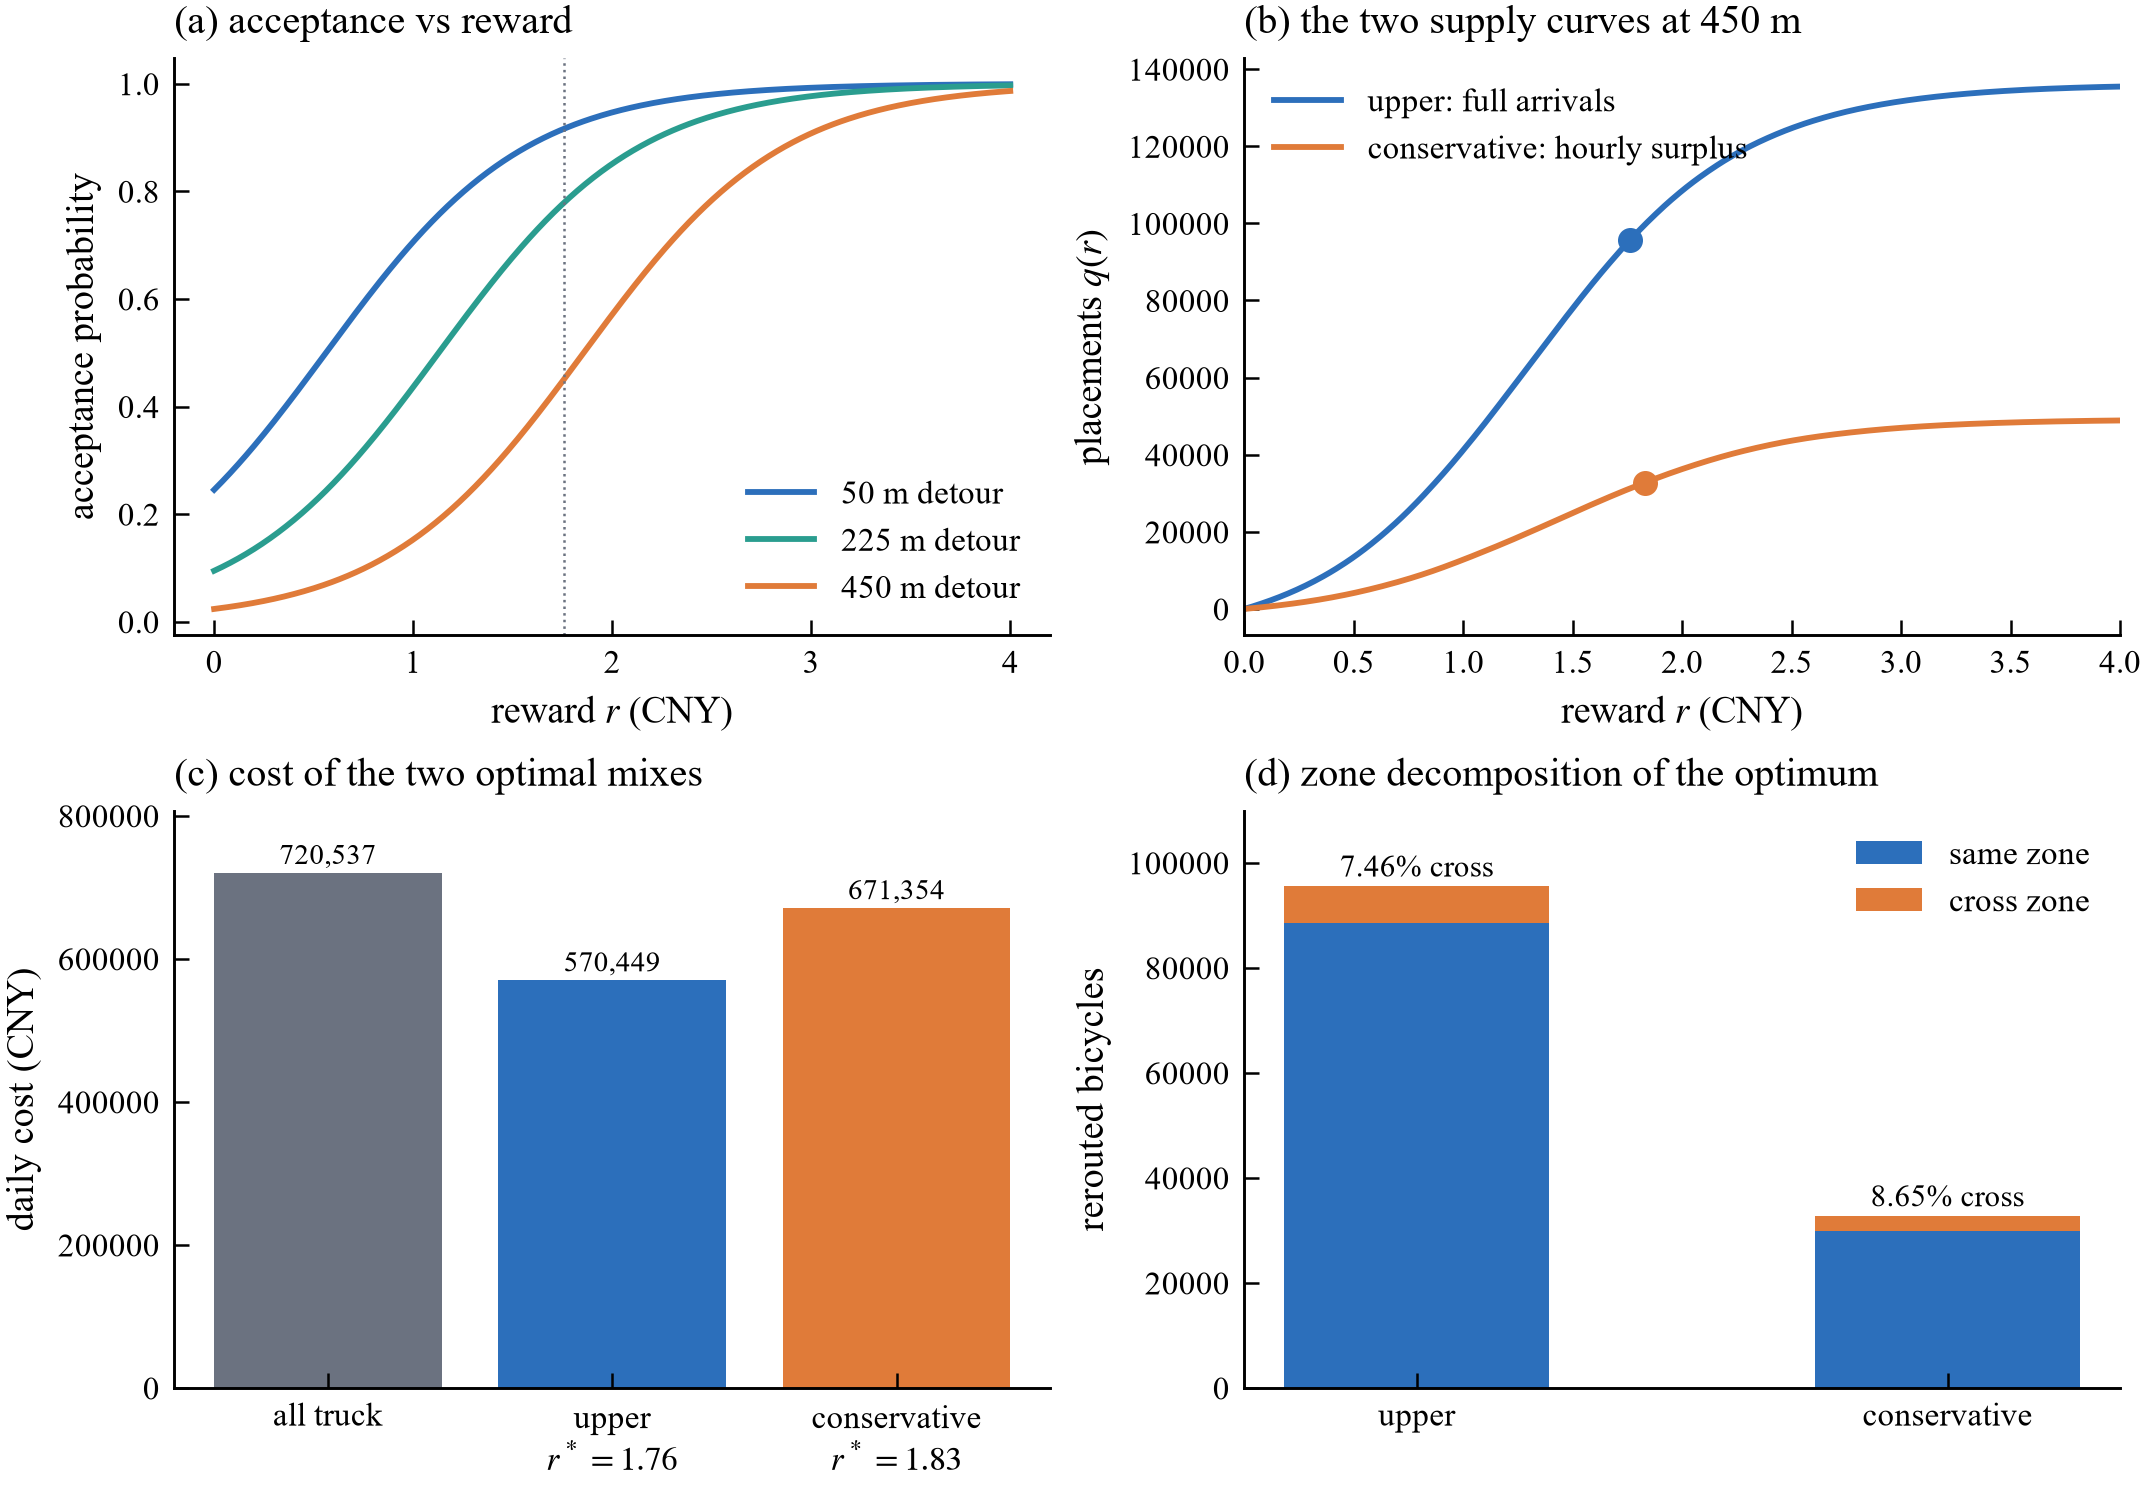 (a) acceptance vs reward
acceptance probability
1.0
0.8
0.6
0.4
0.2
0.0
50 m detour
225 m detour
450 m detour
0 1 2 3 4
reward r (CNY)
(b) the two supply curves at 450 m
placements q(r)
140000
120000
100000
80000
60000
40000
20000
0
upper: full arrivals
conservative: hourly surplus
0.0 0.5 1.0 1.5 2.0 2.5 3.0 3.5 4.0
reward r (CNY)
(c) cost of the two optimal mixes
daily cost (CNY)
800000
600000
400000
200000
0
720,537
570,449
671,354
all truck
upper
r* = 1.76
conservative
r* = 1.83
(d) zone decomposition of the optimum
rerouted bicycles
100000
80000
60000
40000
20000
0
7.46% cross
8.65% cross
same zone
cross zone
upper
conservative